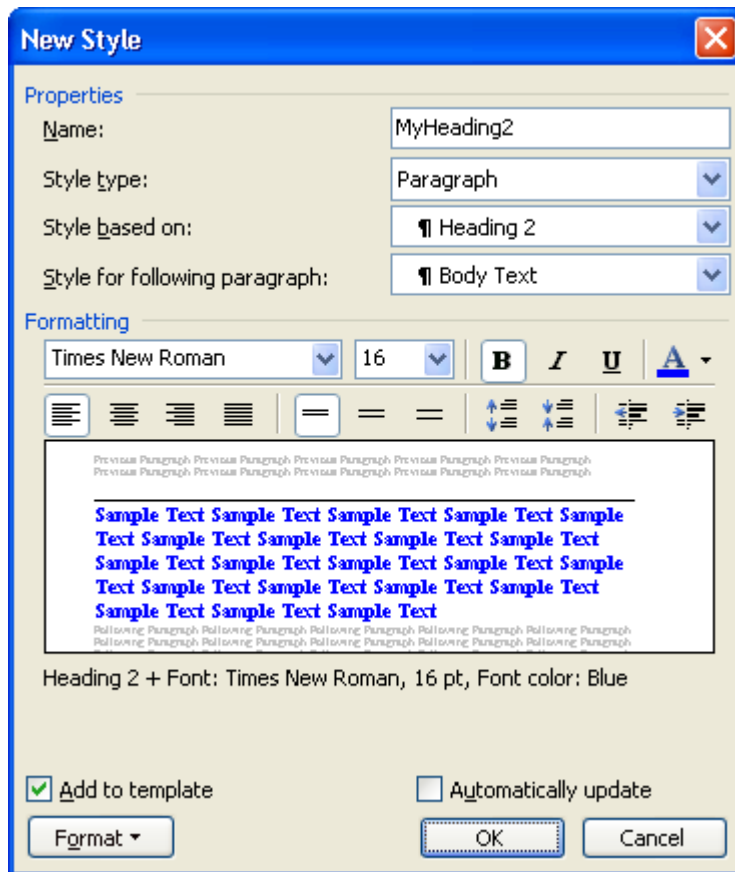 New Style
Properties
Name: MyHeading2
Style type: Paragraph
Style based on: ¶ Heading 2
Style for following paragraph: ¶ Body Text
Formatting
Times New Roman 16 B I U A
Previous Paragraph Previous Paragraph Previous Paragraph Previous Paragraph Previous Paragraph
Previous Paragraph Previous Paragraph Previous Paragraph Previous Paragraph Previous Paragraph
Sample Text Sample Text Sample Text Sample Text Sample
Text Sample Text Sample Text Sample Text Sample Text
Sample Text Sample Text Sample Text Sample Text Sample
Text Sample Text Sample Text Sample Text Sample Text
Sample Text Sample Text Sample Text
Following Paragraph Following Paragraph Following Paragraph Following Paragraph Following Paragraph
Following Paragraph Following Paragraph Following Paragraph Following Paragraph Following Paragraph
Heading 2 + Font: Times New Roman, 16 pt, Font color: Blue
Add to template Automatically update
Format OK Cancel